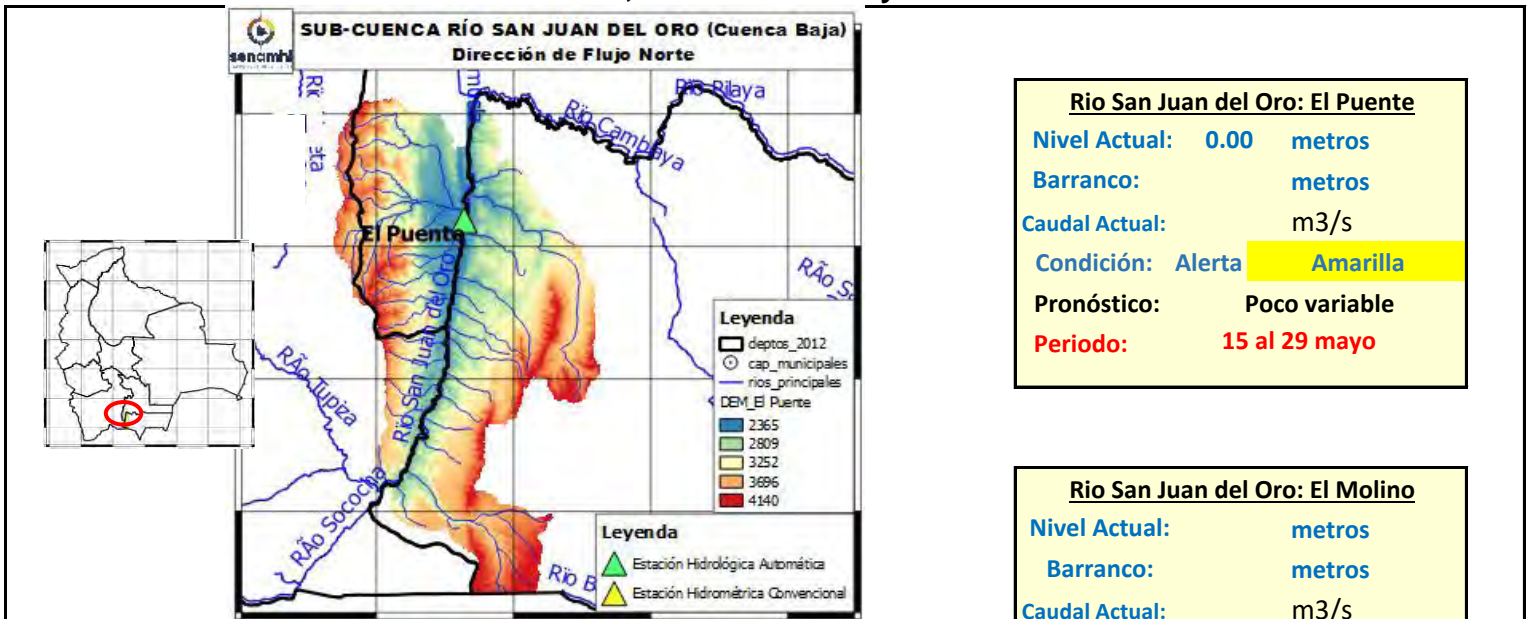 senamhi
SUB-CUENCA RÍO SAN JUAN DEL ORO (Cuenca Baja)
Dirección de Flujo Norte
Río Pilaya
Río Camblaya
El Puente
RÃo S
Río San Juan del Oro
RÃo Tupiza
RÃo Sococha
Río B
Leyenda
deptos_2012
cap_municipales
rios_principales
DEM_El Puente
2365
2809
3252
3696
4140
Leyenda
Estación Hidrológica Automática
Estación Hidrométrica Convencional
Rio San Juan del Oro: El Puente
Nivel Actual: 0.00 metros
Barranco: metros
Caudal Actual: m3/s
Condición: Alerta Amarilla
Pronóstico: Poco variable
Periodo: 15 al 29 mayo
Rio San Juan del Oro: El Molino
Nivel Actual: metros
Barranco: metros
Caudal Actual: m3/s